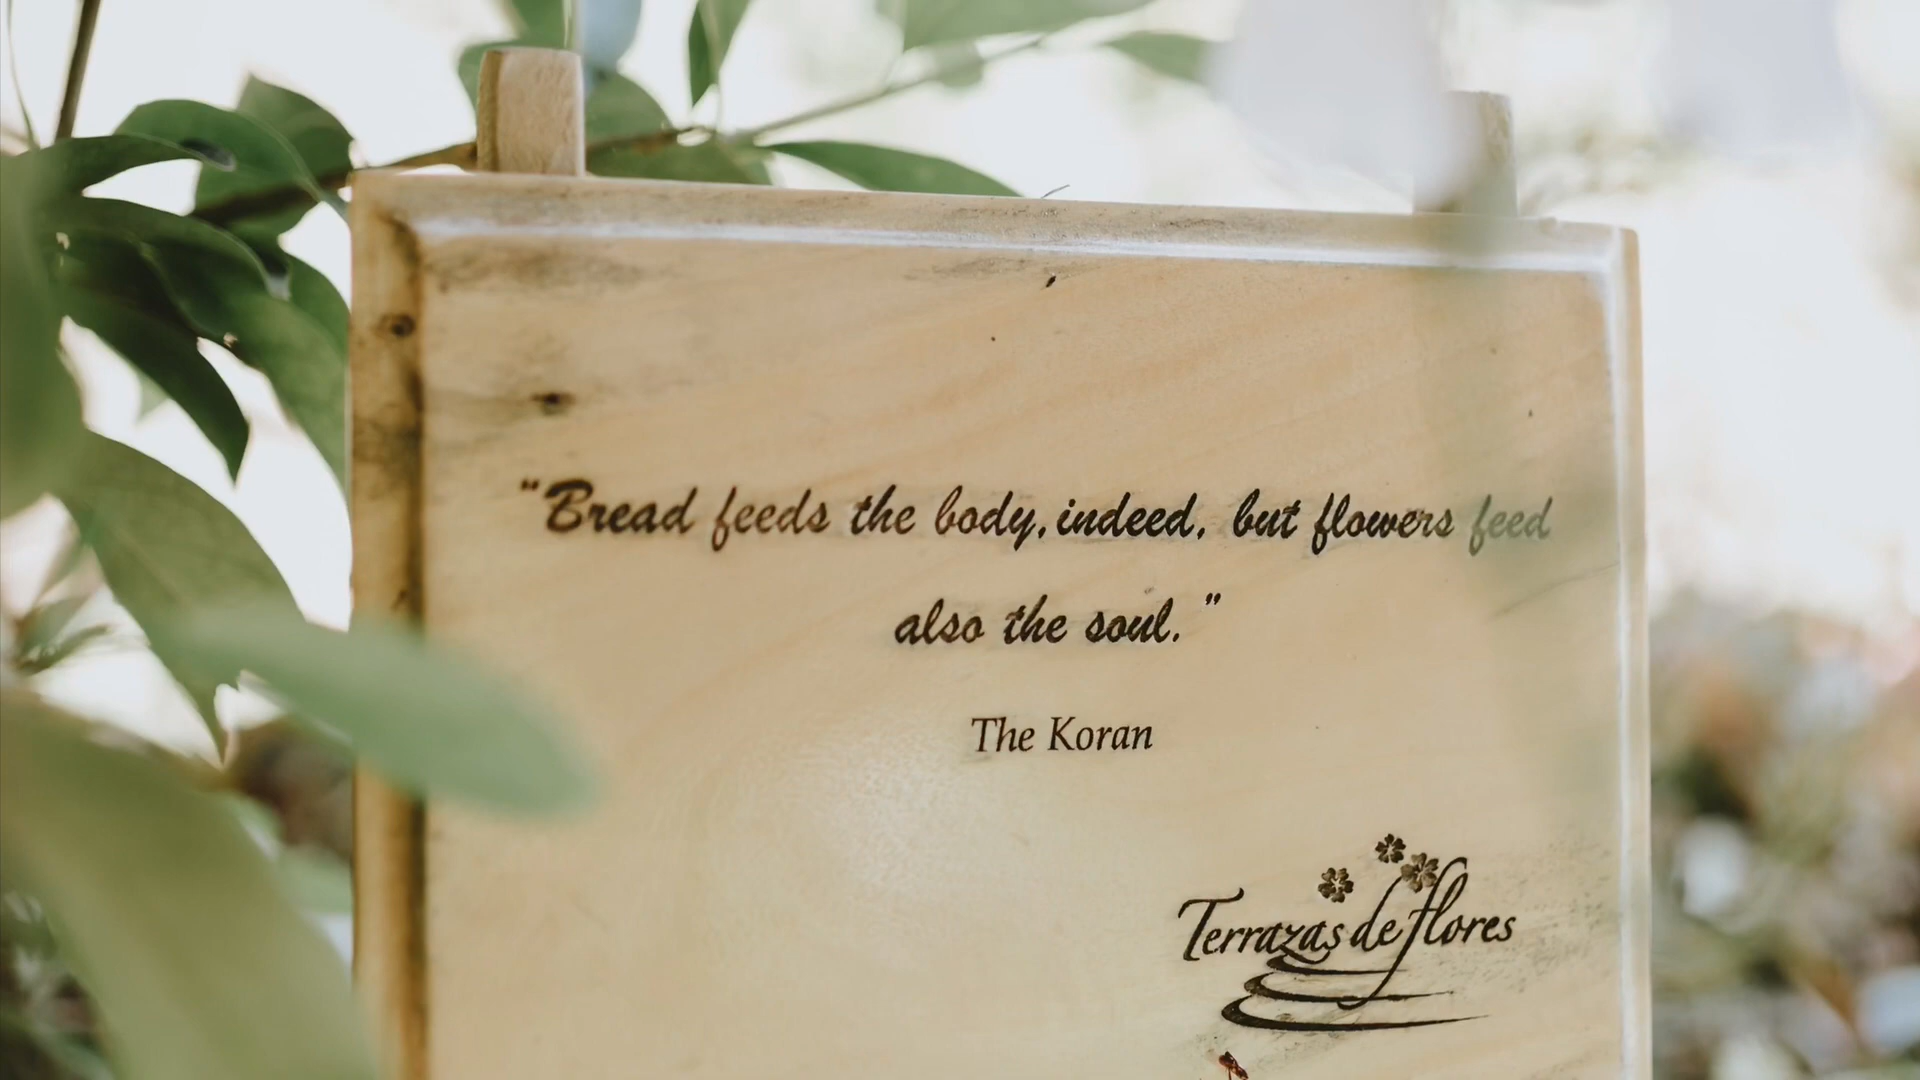 “Bread feeds the body, indeed, but flowers feed
also the soul.”
The Koran
Terrazas de flores